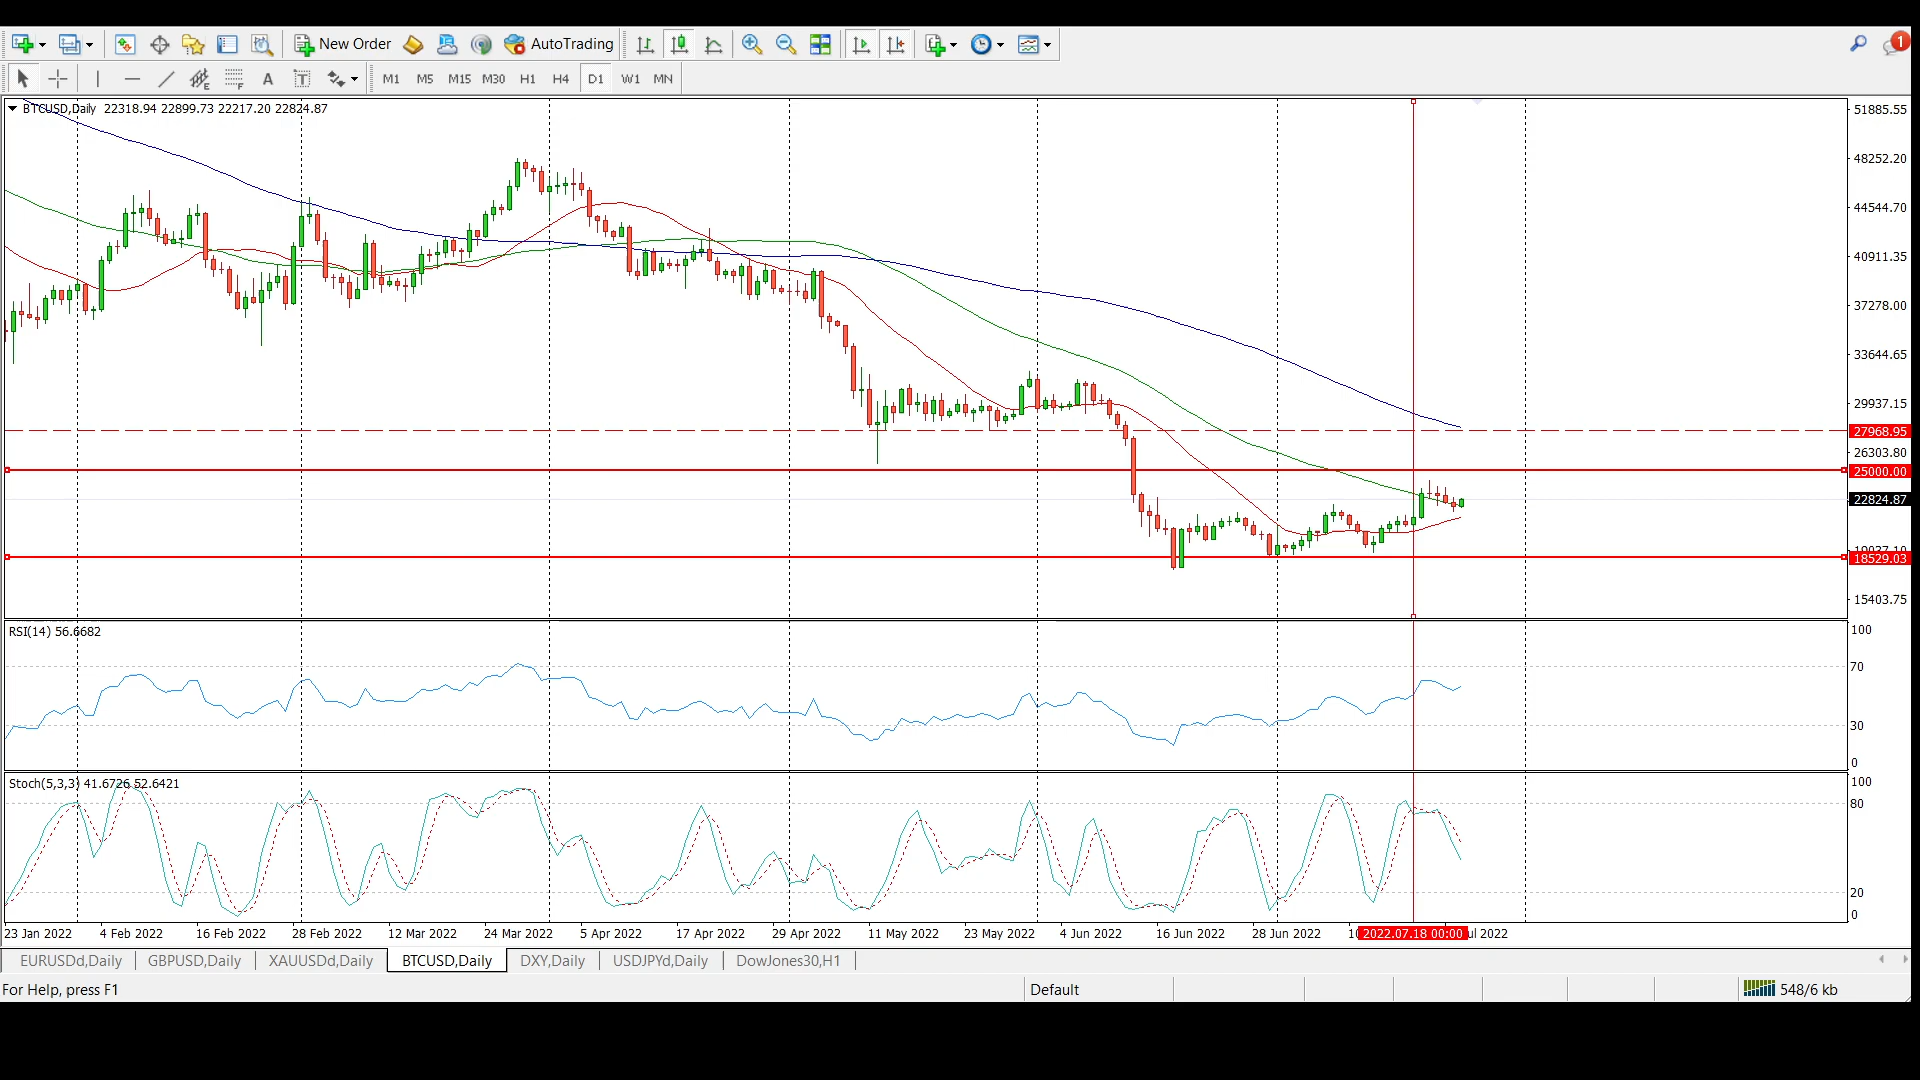 New Order AutoTrading 1
A T M1 M5 M15 M30 H1 H4 D1 W1 MN
BTCUSD,Daily 22318.94 22899.73 22217.20 22824.87
51885.55
48252.20
44544.70
40911.35
37278.00
33644.65
29937.15
27968.95
26303.80
25000.00
22824.87
18529.03
15403.75
RSI(14) 56.6682
100
70
30
0
Stoch(5,3,3) 41.6726 52.6421
100
80
20
0
23 Jan 2022 4 Feb 2022 16 Feb 2022 28 Feb 2022 12 Mar 2022 24 Mar 2022 5 Apr 2022 17 Apr 2022 29 Apr 2022 11 May 2022 23 May 2022 4 Jun 2022 16 Jun 2022 28 Jun 2022 2022.07.18 00:00 ul 2022
EURUSDd,Daily GBPUSD,Daily XAUUSDd,Daily BTCUSD,Daily DXY,Daily USDJPYd,Daily DowJones30,H1
For Help, press F1 Default 548/6 kb